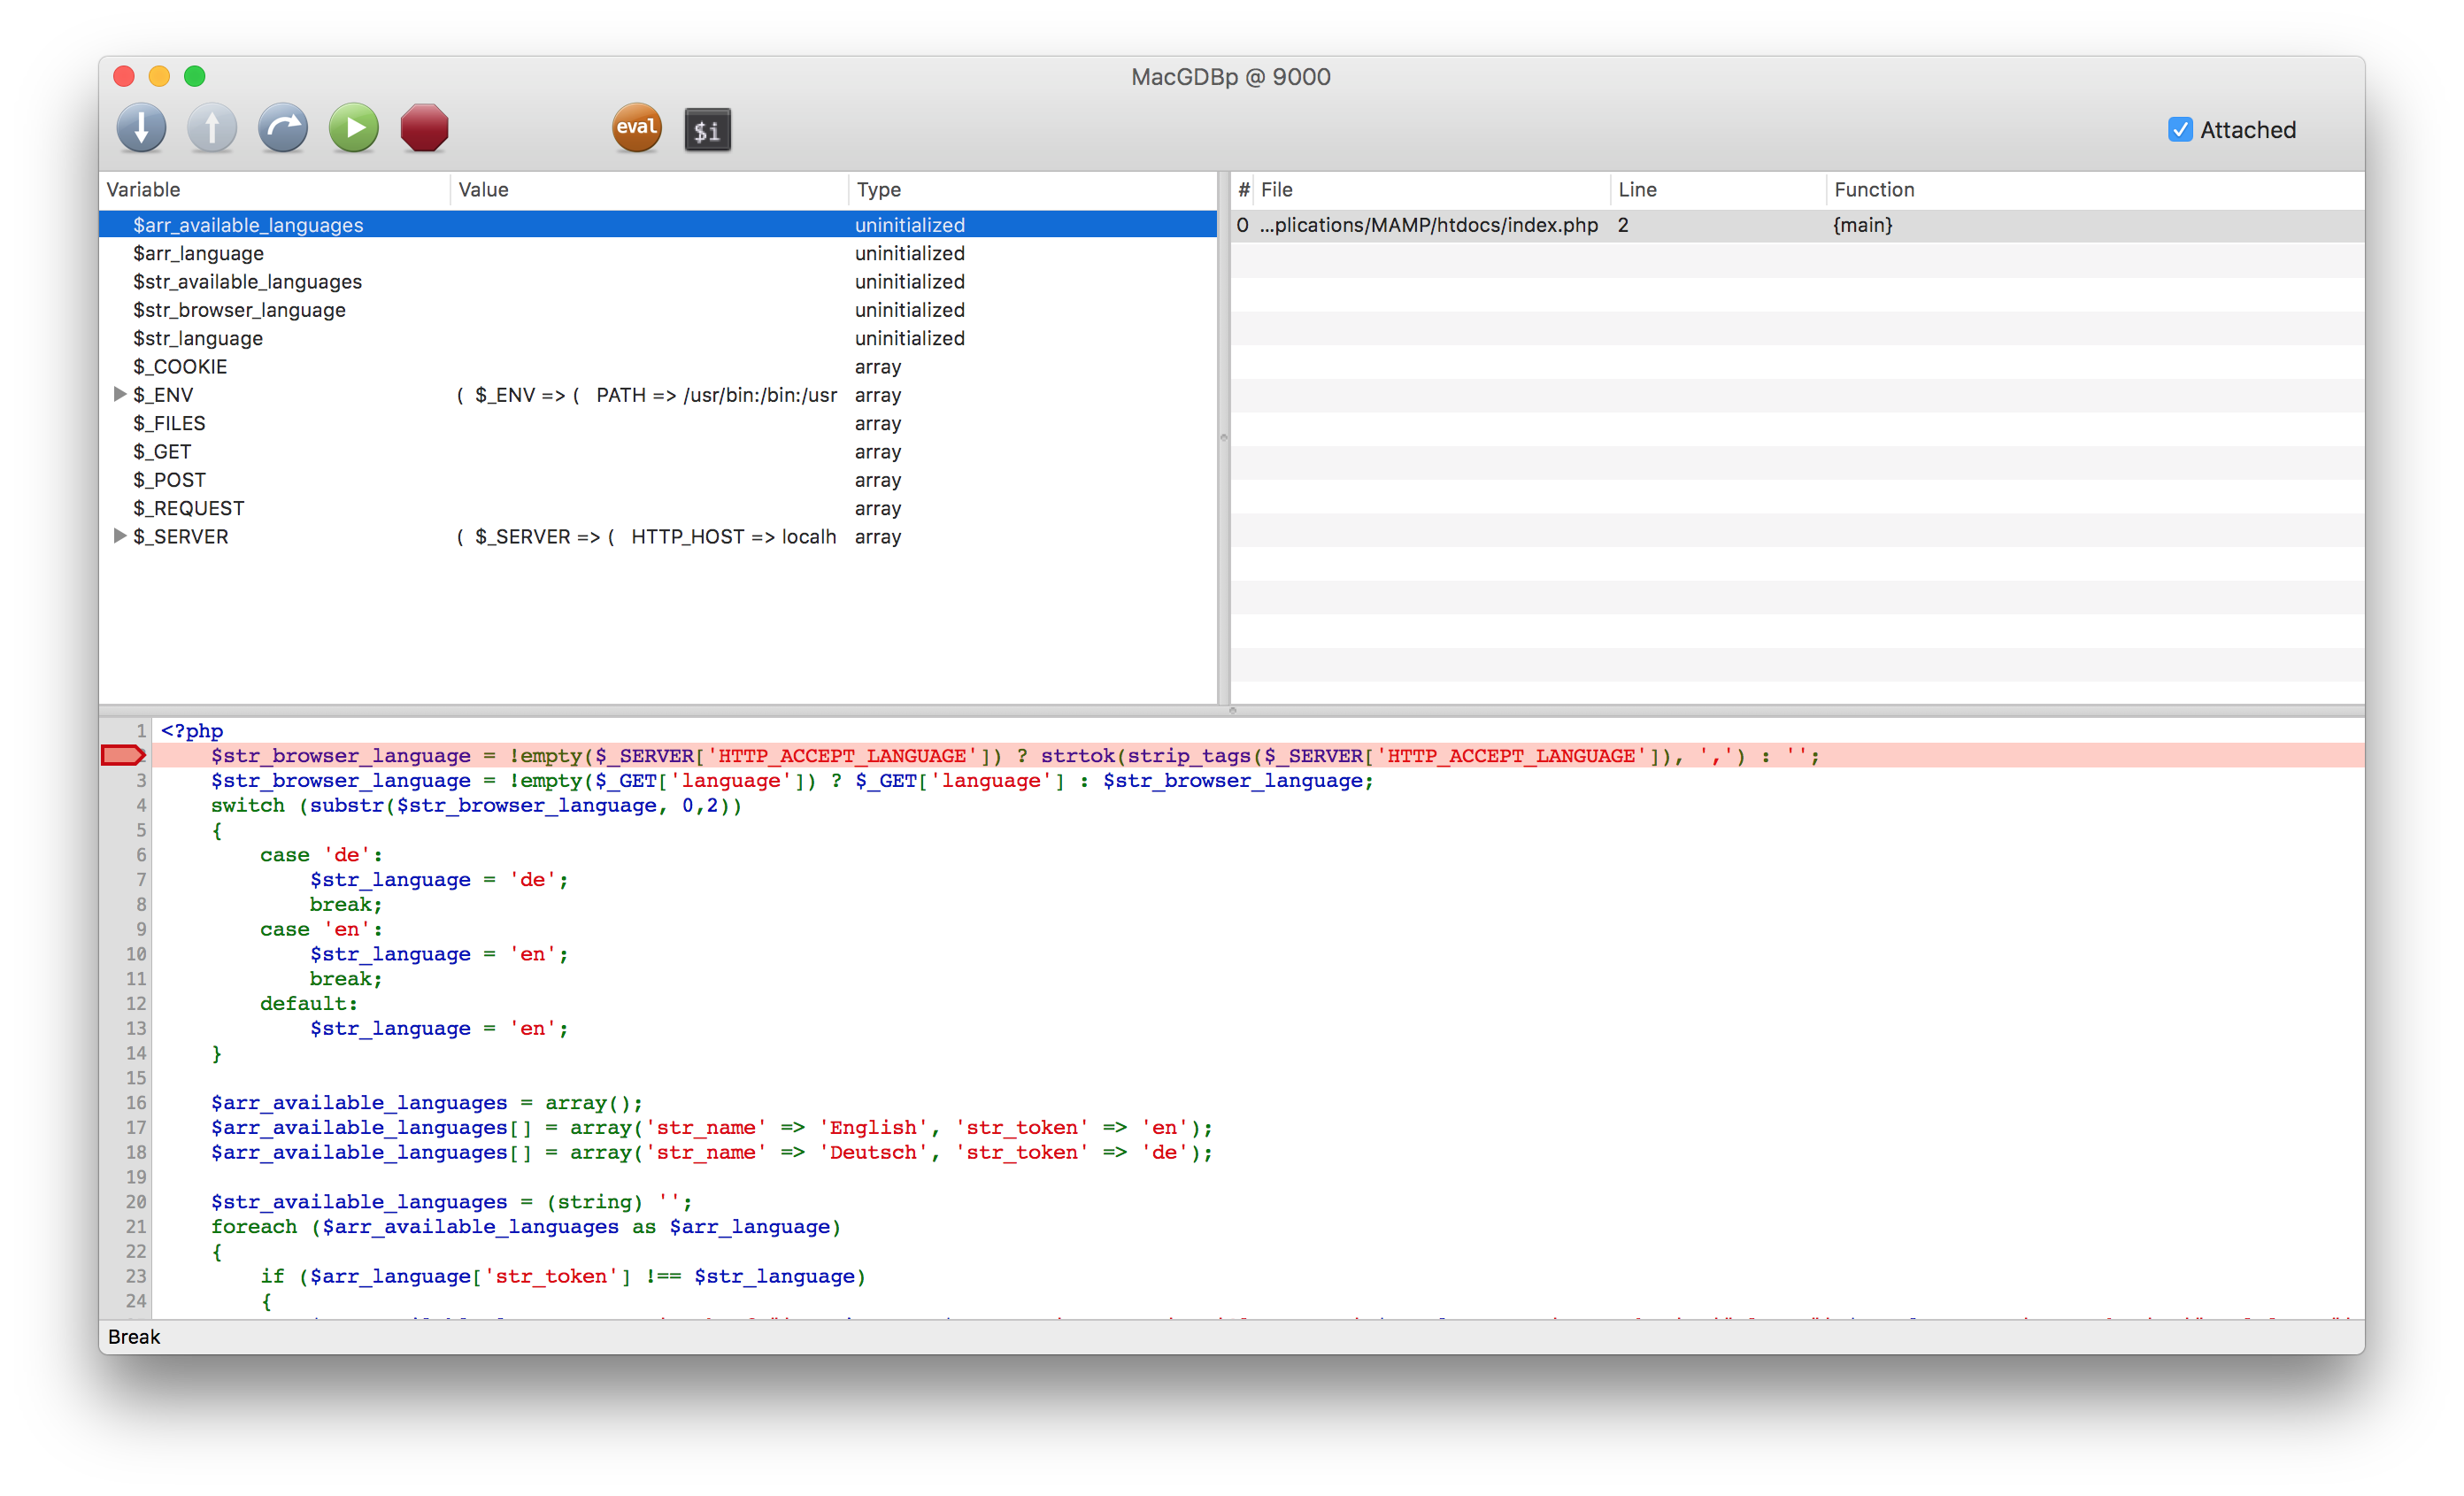 MacGDBp @ 9000
eval
$i
Attached
Variable Value Type
$arr_available_languages uninitialized
$arr_language uninitialized
$str_available_languages uninitialized
$str_browser_language uninitialized
$str_language uninitialized
$_COOKIE array
$_ENV ( $_ENV => ( PATH => /usr/bin:/bin:/usr array
$_FILES array
$_GET array
$_POST array
$_REQUEST array
$_SERVER ( $_SERVER => ( HTTP_HOST => localh array
# File Line Function
0 ...plications/MAMP/htdocs/index.php 2 {main}
1 <?php
2 $str_browser_language = !empty($_SERVER['HTTP_ACCEPT_LANGUAGE']) ? strtok(strip_tags($_SERVER['HTTP_ACCEPT_LANGUAGE']), ',') : '';
3 $str_browser_language = !empty($_GET['language']) ? $_GET['language'] : $str_browser_language;
4 switch (substr($str_browser_language, 0,2))
5 {
6 case 'de':
7 $str_language = 'de';
8 break;
9 case 'en':
10 $str_language = 'en';
11 break;
12 default:
13 $str_language = 'en';
14 }
15
16 $arr_available_languages = array();
17 $arr_available_languages[] = array('str_name' => 'English', 'str_token' => 'en');
18 $arr_available_languages[] = array('str_name' => 'Deutsch', 'str_token' => 'de');
19
20 $str_available_languages = (string) '';
21 foreach ($arr_available_languages as $arr_language)
22 {
23 if ($arr_language['str_token'] !== $str_language)
24 {
Break